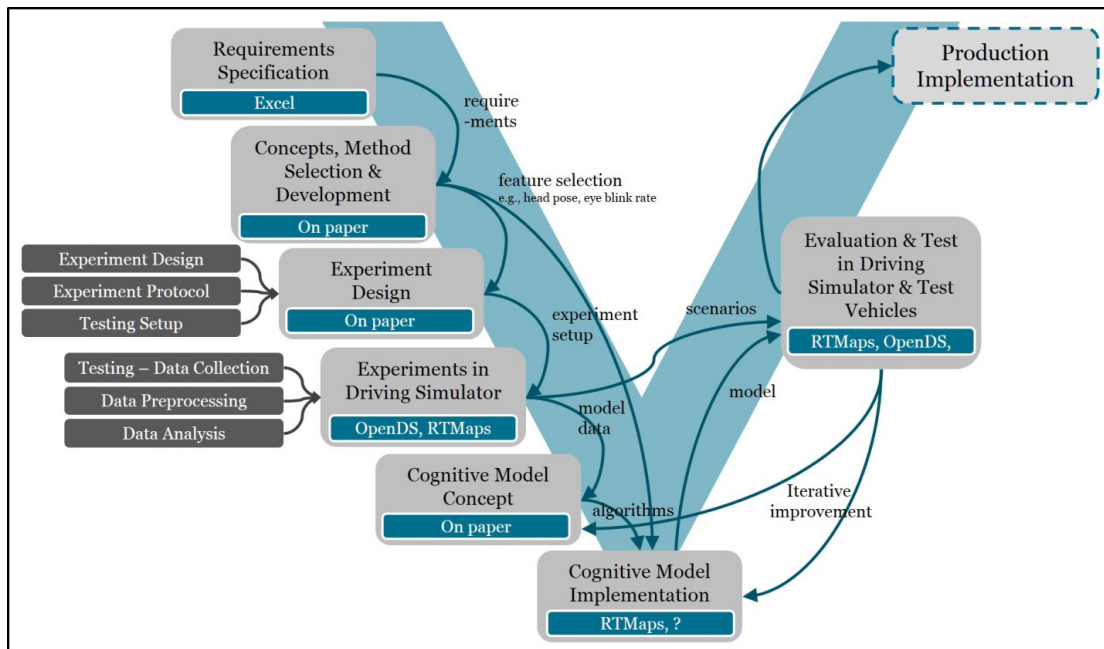 Requirements
Specification
Excel
require
-ments
Concepts, Method
Selection &
Development
On paper
feature selection
e.g., head pose, eye blink rate
Experiment Design
Experiment Protocol
Testing Setup
Experiment
Design
On paper
experiment
setup
Testing – Data Collection
Data Preprocessing
Data Analysis
Experiments in
Driving Simulator
OpenDS, RTMaps
model
data
Cognitive Model
Concept
On paper
algorithms
Cognitive Model
Implementation
RTMaps, ?
scenarios
model
Iterative
improvement
Evaluation & Test
in Driving
Simulator & Test
Vehicles
RTMaps, OpenDS,
Production
Implementation